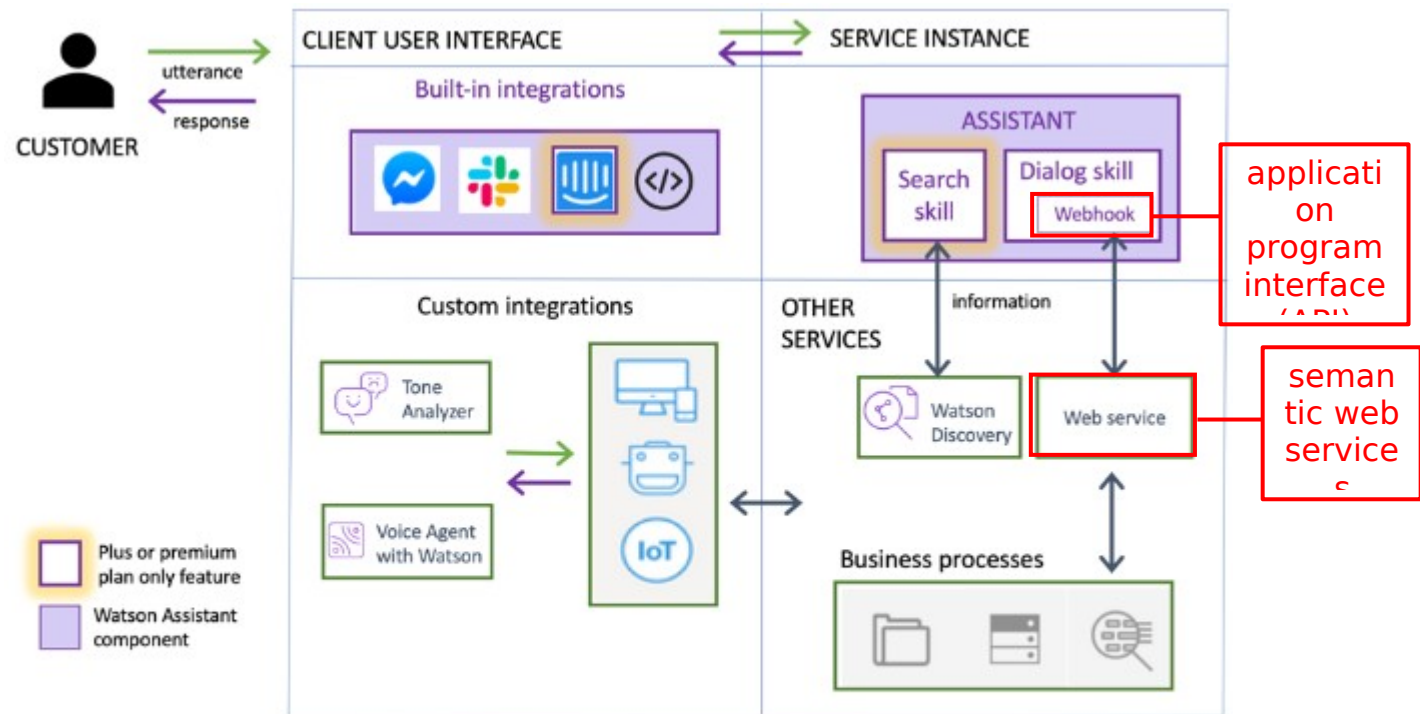 CLIENT USER INTERFACE
SERVICE INSTANCE
utterance
response
CUSTOMER
Built-in integrations
</>
ASSISTANT
Search
skill
Dialog skill
Webhook
applicati
on
program
interface
(API)
Custom integrations
Tone
Analyzer
Voice Agent
with Watson
IoT
OTHER
SERVICES
information
Watson
Discovery
Web service
seman
tic web
service
s
Business processes
Plus or premium
plan only feature
Watson Assistant
component